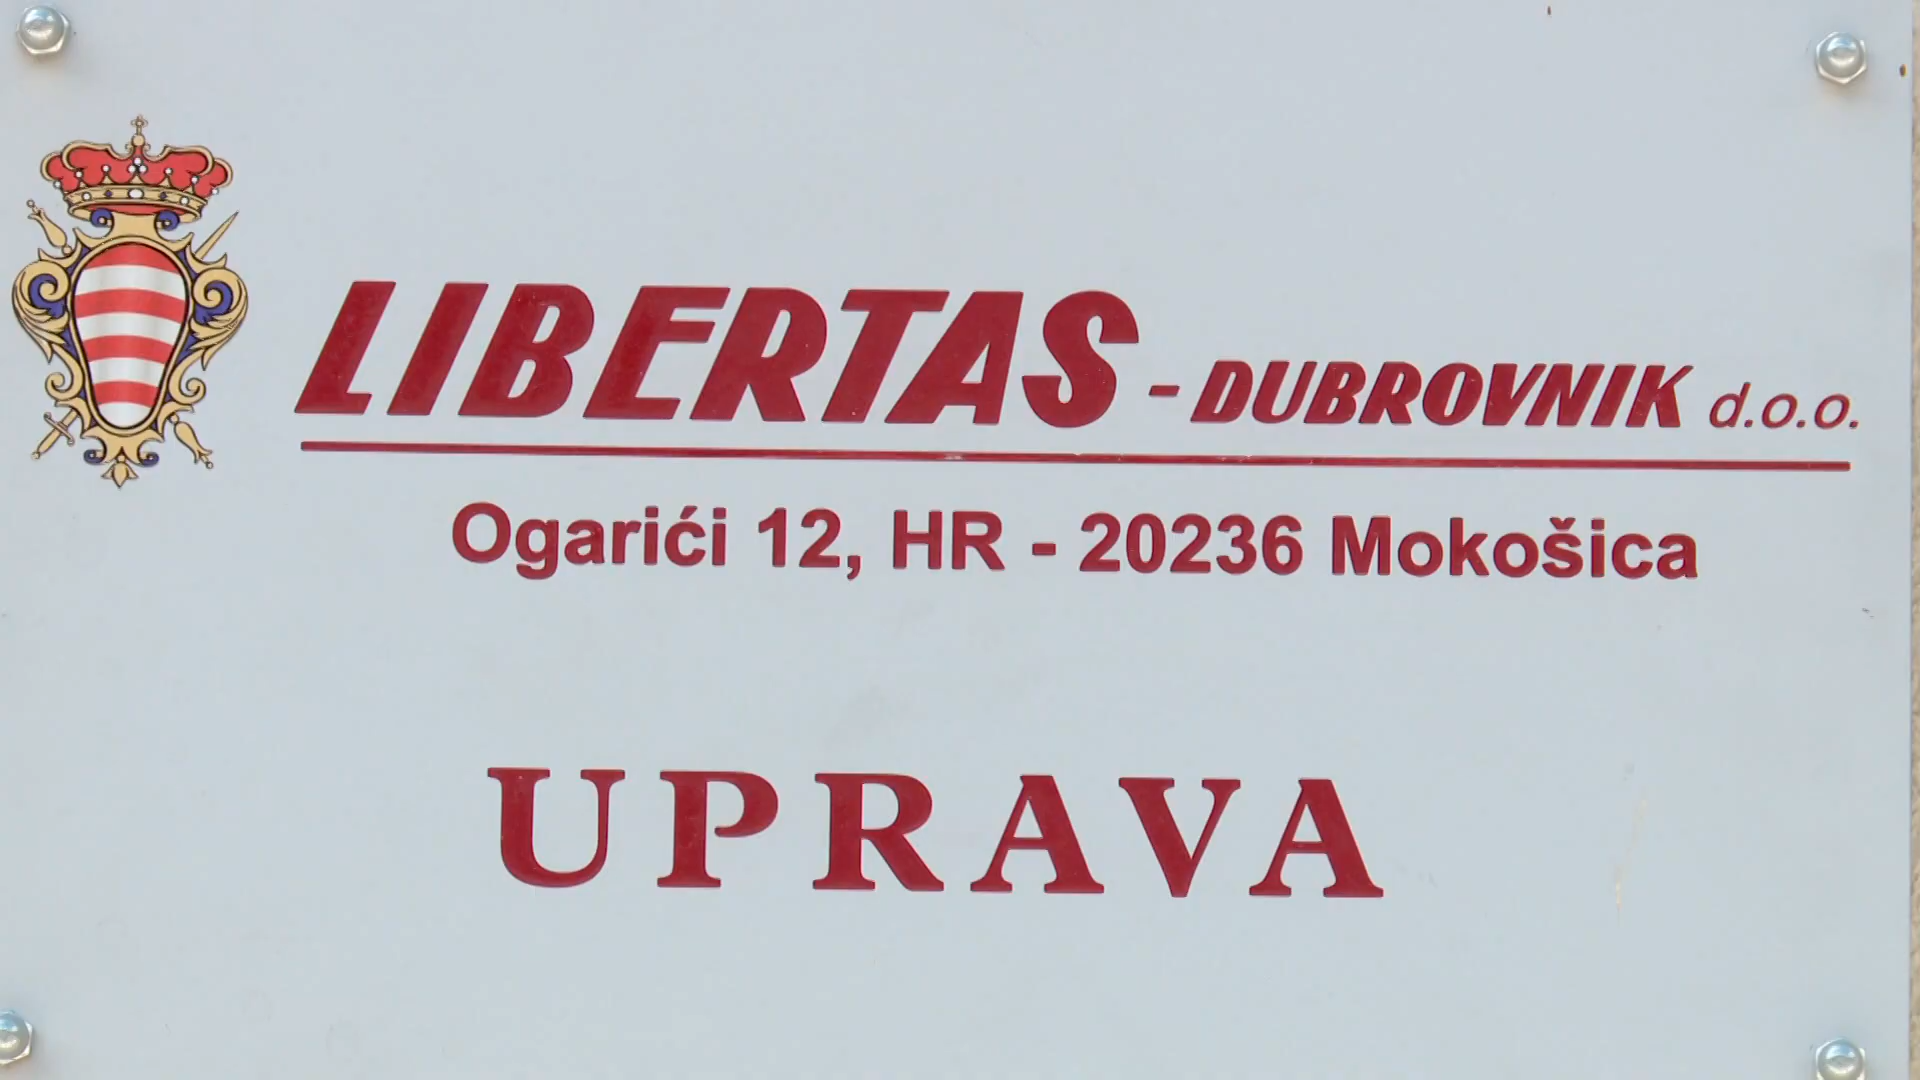 LIBERTAS - DUBROVNIK d.o.o.
Ogarići 12, HR - 20236 Mokošica
UPRAVA